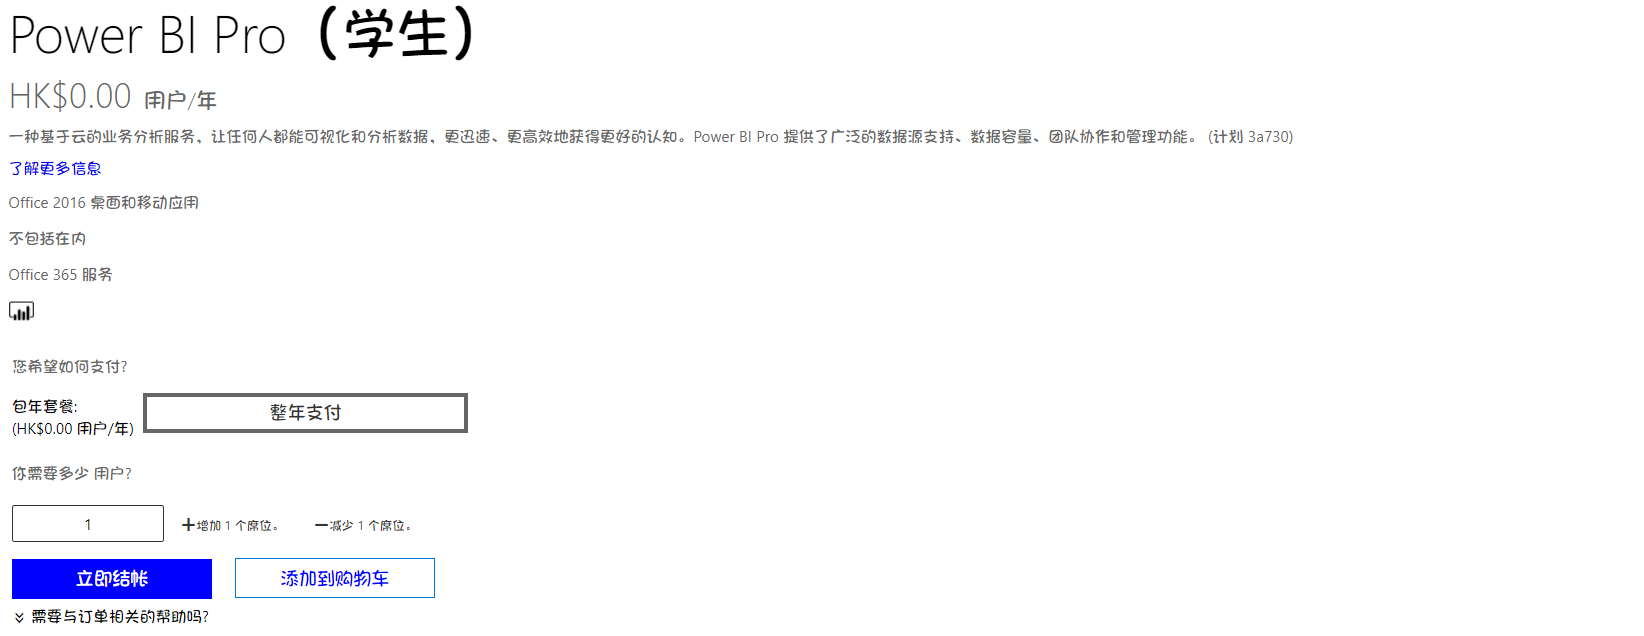 Power BI Pro（学生）
HK$0.00 用户/年
一种基于云的业务分析服务，让任何人都能可视化和分析数据，更迅速、更高效地获得更好的认知。Power BI Pro 提供了广泛的数据源支持、数据容量、团队协作和管理功能。 (计划 3a730)
了解更多信息
Office 2016 桌面和移动应用
不包括在内
Office 365 服务
您希望如何支付?
包年套餐:
(HK$0.00 用户/年)
整年支付
你需要多少 用户?
1 +增加 1 个席位。 −减少 1 个席位。
立即结帐 添加到购物车
需要与订单相关的帮助吗?